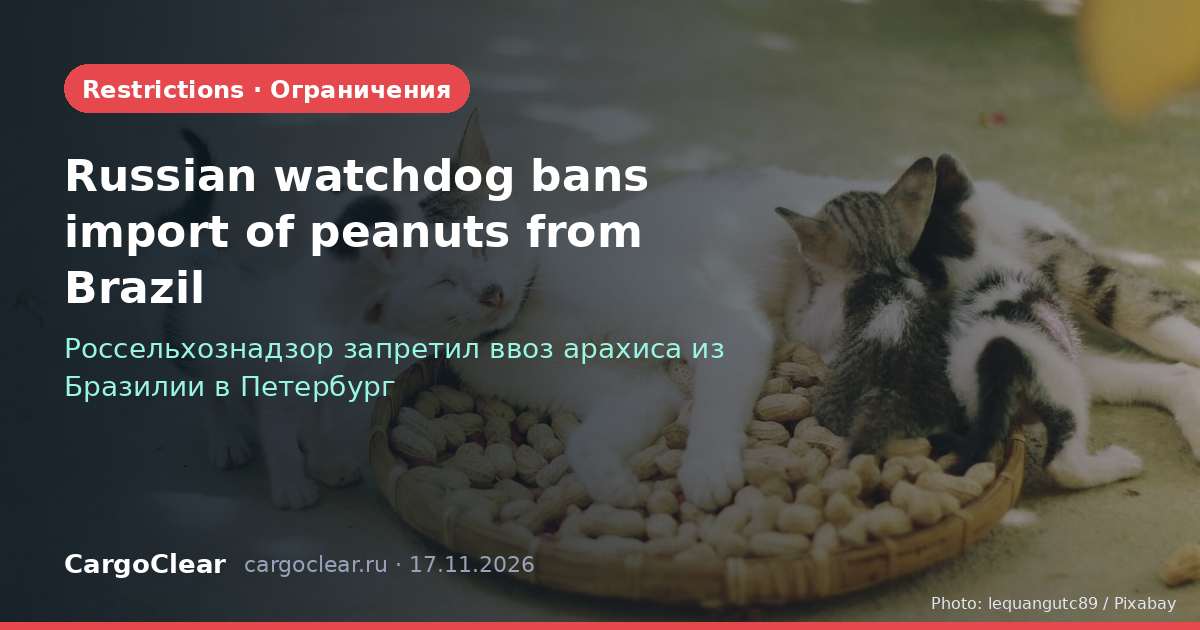 Restrictions · Ограничения
Russian watchdog bans
import of peanuts from
Brazil
Россельхознадзор запретил ввоз арахиса из
Бразилии в Петербург
CargoClear cargoclear.ru · 17.11.2026
Photo: lequangutc89 / Pixabay